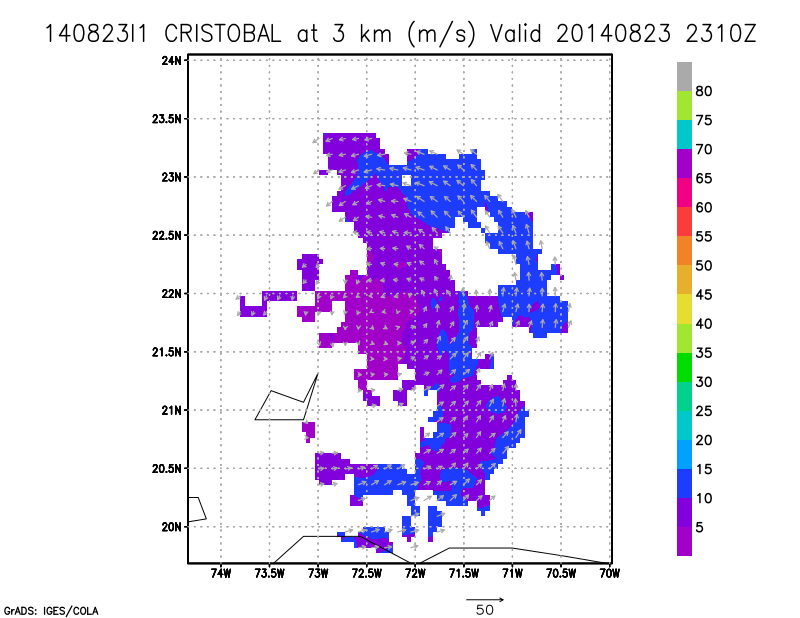 140823I1 CRISTOBAL at 3 km (m/s) Valid 20140823 2310Z
24N
23.5N
23N
22.5N
22N
21.5N
21N
20.5N
20N
74W 73.5W 73W 72.5W 72W 71.5W 71W 70.5W 70W
80
75
70
65
60
55
50
45
40
35
30
25
20
15
10
5
50
GrADS: IGES/COLA